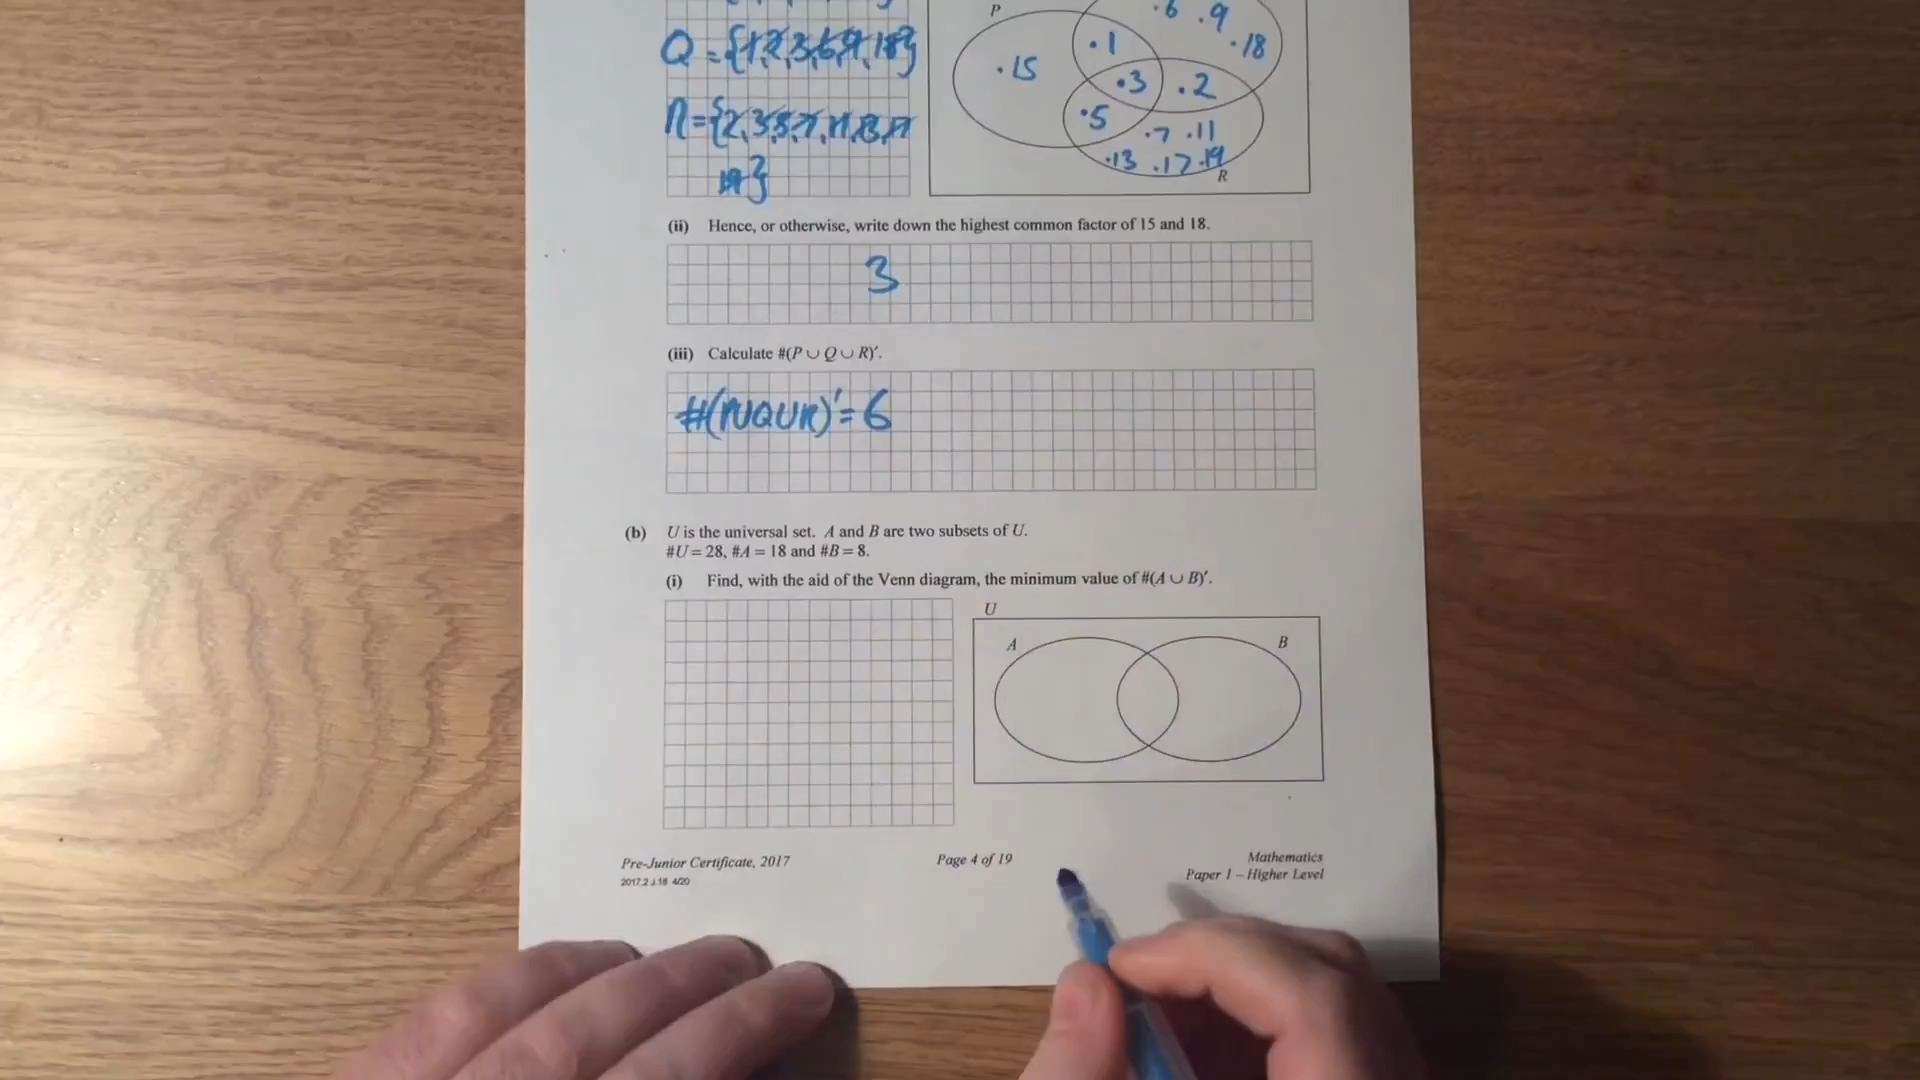 P
.6 .9
Q = {1,2,3,6,9,18}
.1 .18
.15
.3 .2
R={2,3,5,7,11,13,17
.5
.7 .11
19}
.13 .17 .19
R
(ii) Hence, or otherwise, write down the highest common factor of 15 and 18.
3
(iii) Calculate #(P ∪ Q ∪ R)′.
#(PUQUR)'= 6
(b) U is the universal set. A and B are two subsets of U.
#U = 28, #A = 18 and #B = 8.
(i) Find, with the aid of the Venn diagram, the minimum value of #(A ∪ B)′.
U
A B
Pre-Junior Certificate, 2017 Page 4 of 19 Mathematics
2017.2 J.18 4/20 Paper 1 – Higher Level